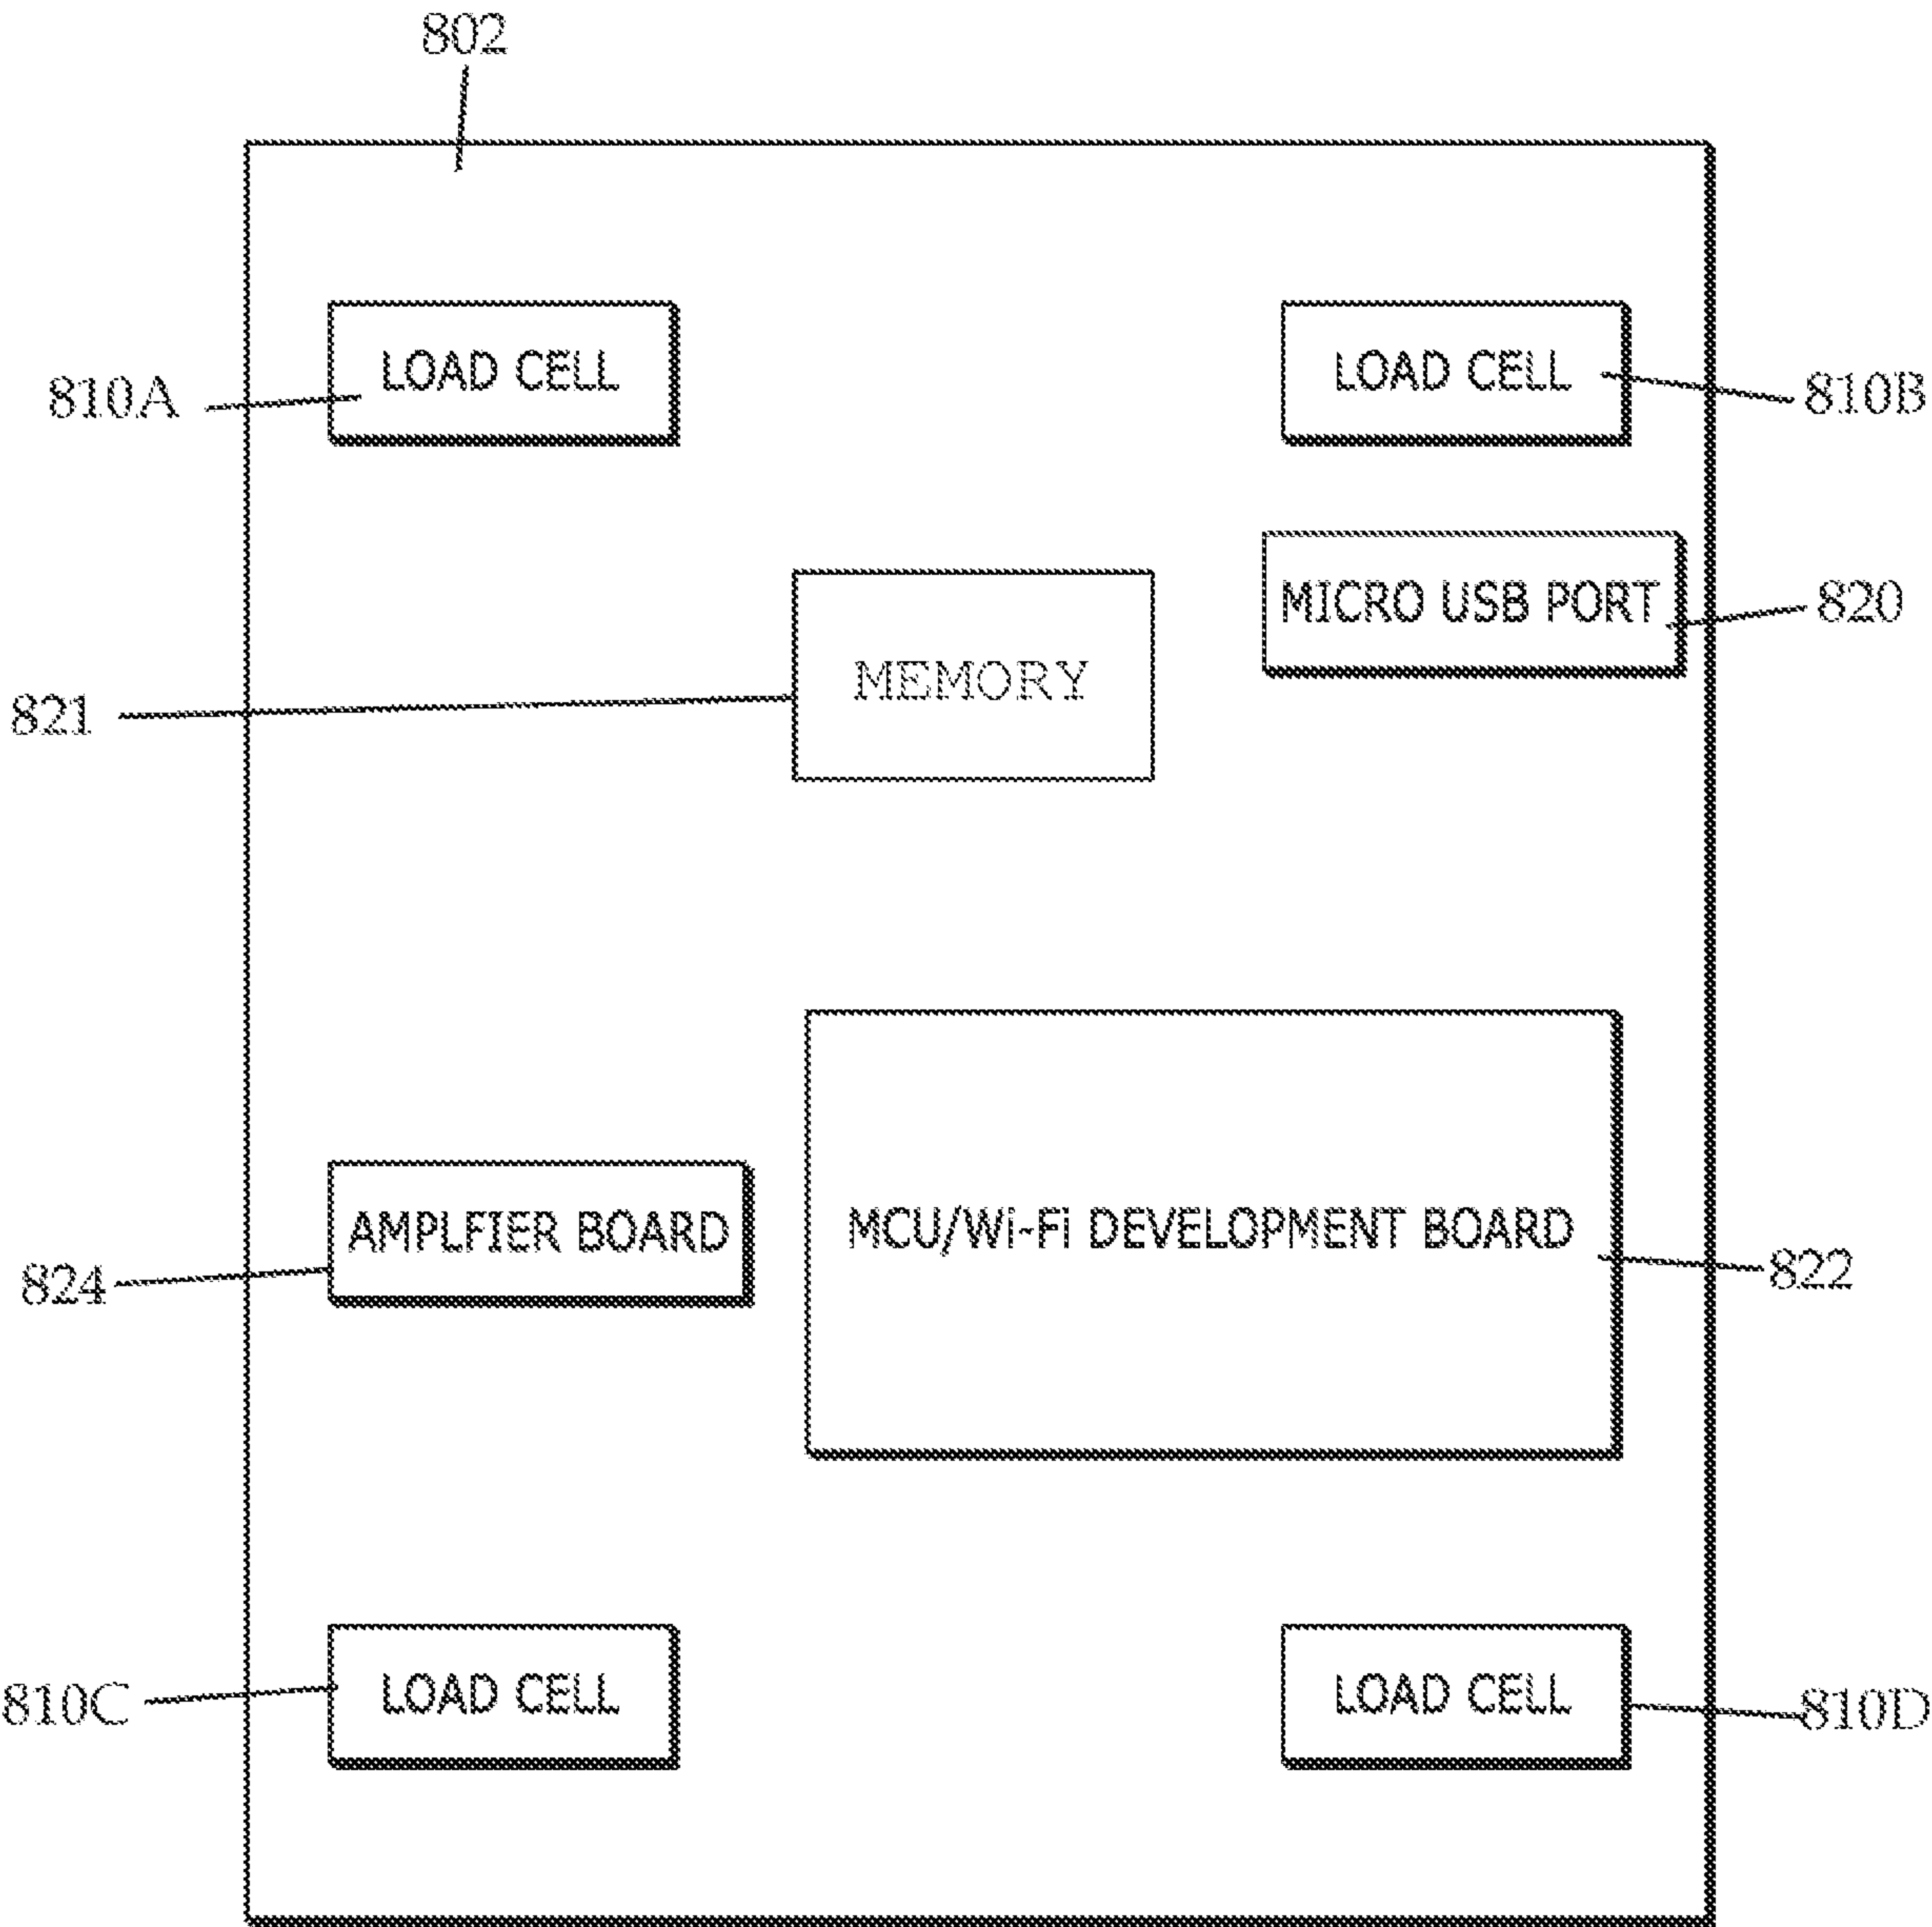 802
LOAD CELL
LOAD CELL
810A
810B
MICRO USB PORT
820
MEMORY
821
AMPLFIER BOARD
MCU/Wi-Fi DEVELOPMENT BOARD
824
822
LOAD CELL
LOAD CELL
810C
810D